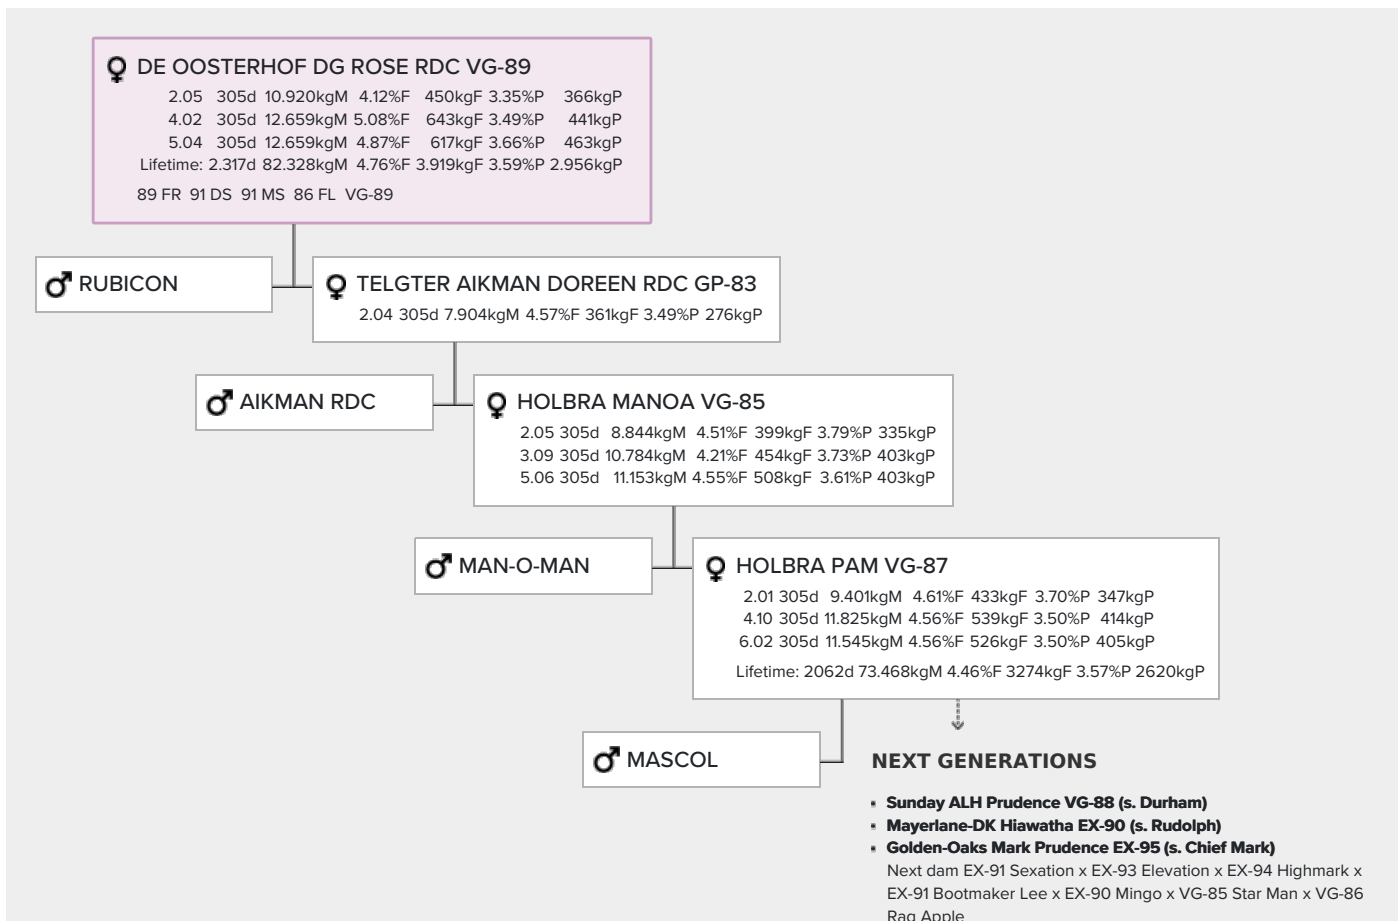 DE OOSTERHOF DG ROSE RDC VG-89
2.05 305d 10.920kgM 4.12%F 450kgF 3.35%P 366kgP
4.02 305d 12.659kgM 5.08%F 643kgF 3.49%P 441kgP
5.04 305d 12.659kgM 4.87%F 617kgF 3.66%P 463kgP
Lifetime: 2.317d 82.328kgM 4.76%F 3.919kgF 3.59%P 2.956kgP
89 FR 91 DS 91 MS 86 FL VG-89
RUBICON
TELGTER AIKMAN DOREEN RDC GP-83
2.04 305d 7.904kgM 4.57%F 361kgF 3.49%P 276kgP
AIKMAN RDC
HOLBRA MANOA VG-85
2.05 305d 8.844kgM 4.51%F 399kgF 3.79%P 335kgP
3.09 305d 10.784kgM 4.21%F 454kgF 3.73%P 403kgP
5.06 305d 11.153kgM 4.55%F 508kgF 3.61%P 403kgP
MAN-O-MAN
HOLBRA PAM VG-87
2.01 305d 9.401kgM 4.61%F 433kgF 3.70%P 347kgP
4.10 305d 11.825kgM 4.56%F 539kgF 3.50%P 414kgP
6.02 305d 11.545kgM 4.56%F 526kgF 3.50%P 405kgP
Lifetime: 2062d 73.468kgM 4.46%F 3274kgF 3.57%P 2620kgP
MASCOL
NEXT GENERATIONS
Sunday ALH Prudence VG-88 (s. Durham)
Mayerlane-DK Hiawatha EX-90 (s. Rudolph)
Golden-Oaks Mark Prudence EX-95 (s. Chief Mark)
Next dam EX-91 Sexation x EX-93 Elevation x EX-94 Highmark x
EX-91 Bootmaker Lee x EX-90 Mingo x VG-85 Star Man x VG-86
Rag Apple